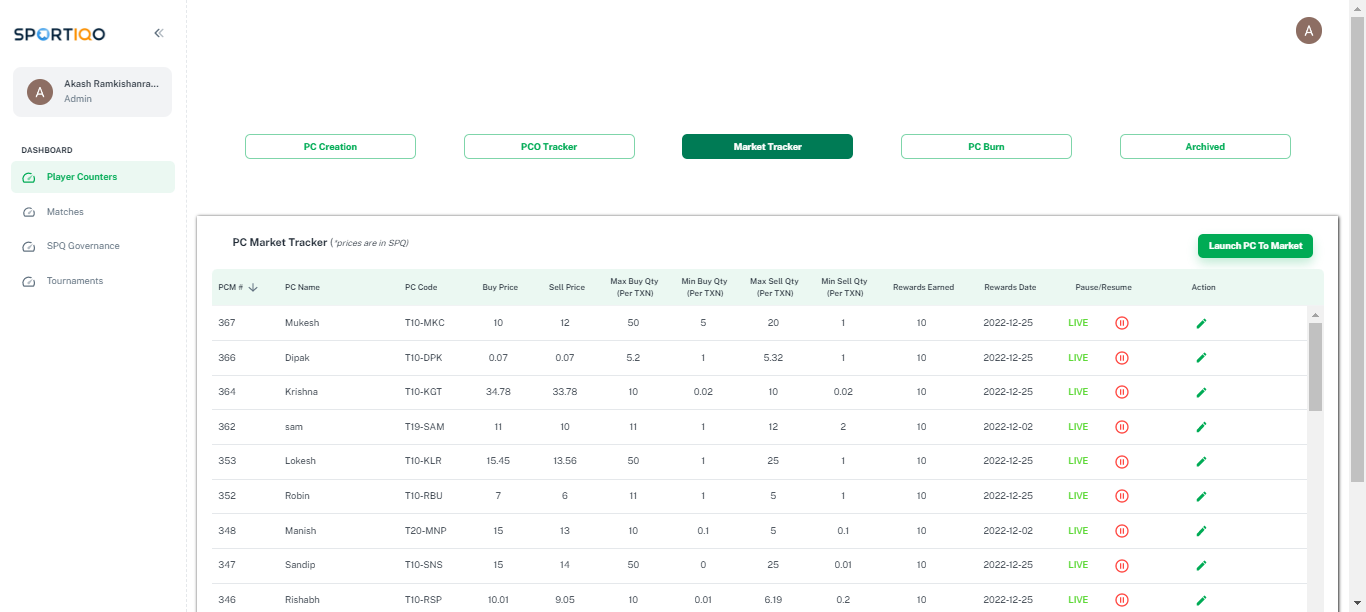 SPORTIQO
A
A
Akash Ramkishanra...
Admin
DASHBOARD
Player Counters
Matches
SPQ Governance
Tournaments
PC Creation
PCO Tracker
Market Tracker
PC Burn
Archived
PC Market Tracker (*prices are in SPQ)
Launch PC To Market
PCM # PC Name PC Code Buy Price Sell Price Max Buy Qty (Per TXN) Min Buy Qty (Per TXN) Max Sell Qty (Per TXN) Min Sell Qty (Per TXN) Rewards Earned Rewards Date Pause/Resume Action
367 Mukesh T10-MKC 10 12 50 5 20 1 10 2022-12-25 LIVE
366 Dipak T10-DPK 0.07 0.07 5.2 1 5.32 1 10 2022-12-25 LIVE
364 Krishna T10-KGT 34.78 33.78 10 0.02 10 0.02 10 2022-12-25 LIVE
362 sam T19-SAM 11 10 11 1 12 2 10 2022-12-02 LIVE
353 Lokesh T10-KLR 15.45 13.56 50 1 25 1 10 2022-12-25 LIVE
352 Robin T10-RBU 7 6 11 1 5 1 10 2022-12-25 LIVE
348 Manish T20-MNP 15 13 10 0.1 5 0.1 10 2022-12-02 LIVE
347 Sandip T10-SNS 15 14 50 0 25 0.01 10 2022-12-25 LIVE
346 Rishabh T10-RSP 10.01 9.05 10 0.01 6.19 0.2 10 2022-12-25 LIVE